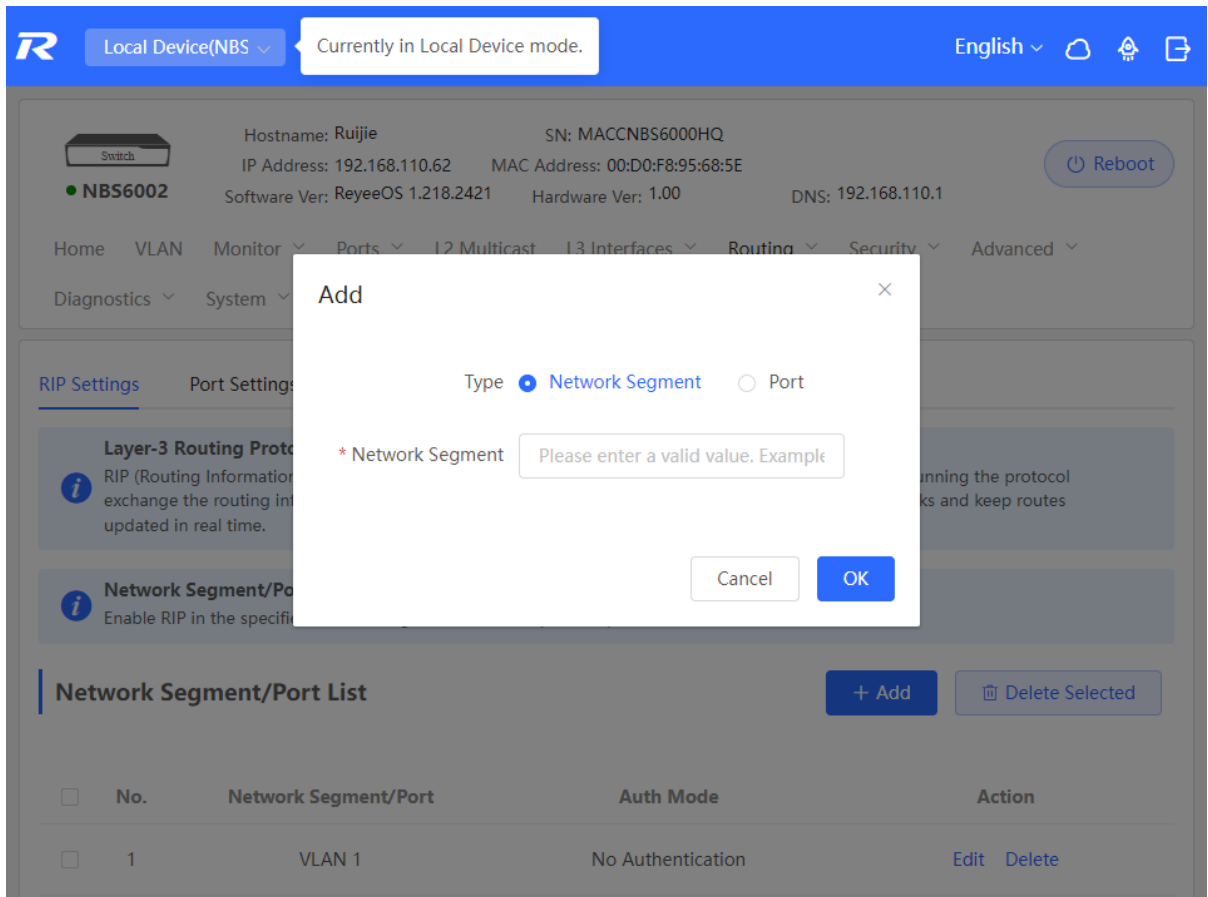 Local Device(NBS
Currently in Local Device mode.
English
Switch
NBS6002
Hostname: Ruijie
SN: MACCNBS6000HQ
IP Address: 192.168.110.62
MAC Address: 00:D0:F8:95:68:5E
Software Ver: ReyeeOS 1.218.2421
Hardware Ver: 1.00
DNS: 192.168.110.1
Reboot
Home VLAN Monitor Ports L2 Multicast L3 Interfaces Routing Security Advanced
Diagnostics System
Add
Type Network Segment Port
* Network Segment Please enter a valid value. Example
Cancel OK
RIP Settings Port Settings
Layer-3 Routing
RIP (Routing Information
unning the protocol
exchange the routing
ks and keep routes
updated in real time.
Network Segment/Po
Enable RIP in the specifi
Network Segment/Port List
+ Add Delete Selected
No. Network Segment/Port Auth Mode Action
1 VLAN 1 No Authentication Edit Delete